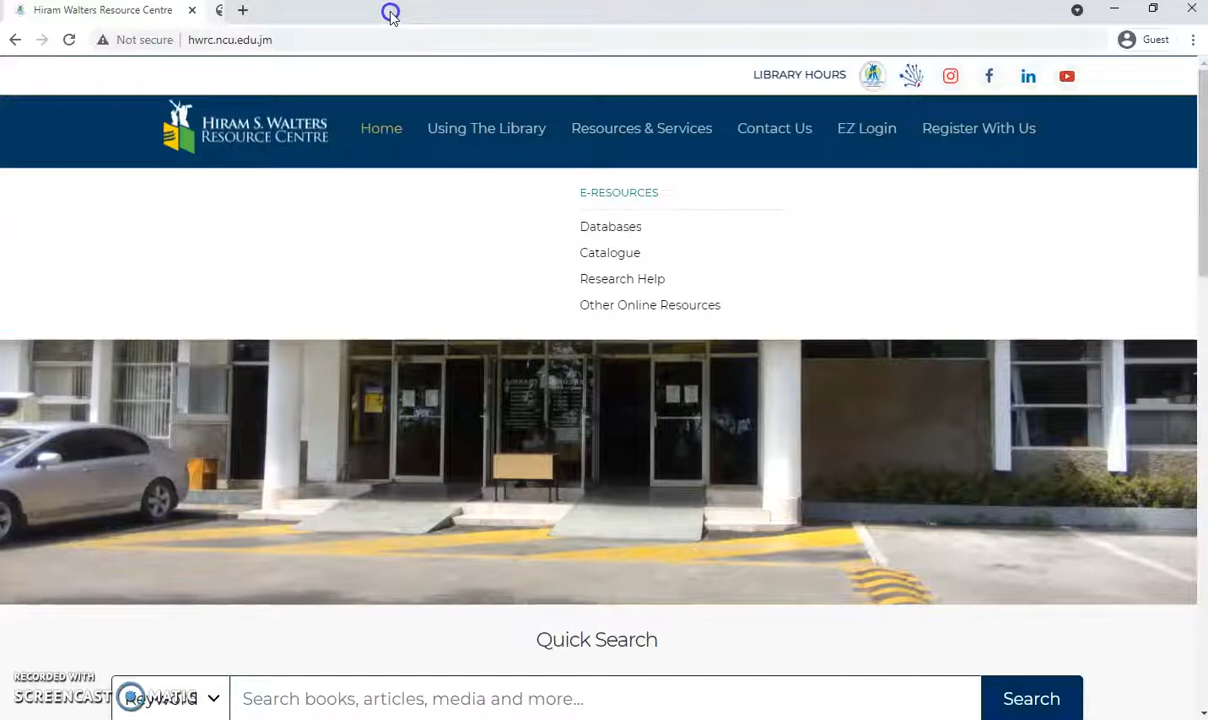 Hiram Walters Resource Centre
Not secure
hwrc.ncu.edu.jm
Guest
LIBRARY HOURS
HIRAM S. WALTERS
RESOURCE CENTRE
Home
Using The Library
Resources & Services
Contact Us
EZ Login
Register With Us
E-RESOURCES
Databases
Catalogue
Research Help
Other Online Resources
Quick Search
Keyword
Search books, articles, media and more...
Search
RECORDED WITH
SCREENCAST MATIC